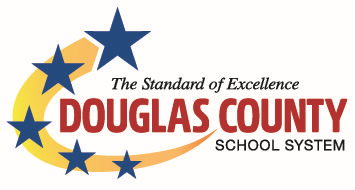 The Standard of Excellence
DOUGLAS COUNTY
SCHOOL SYSTEM